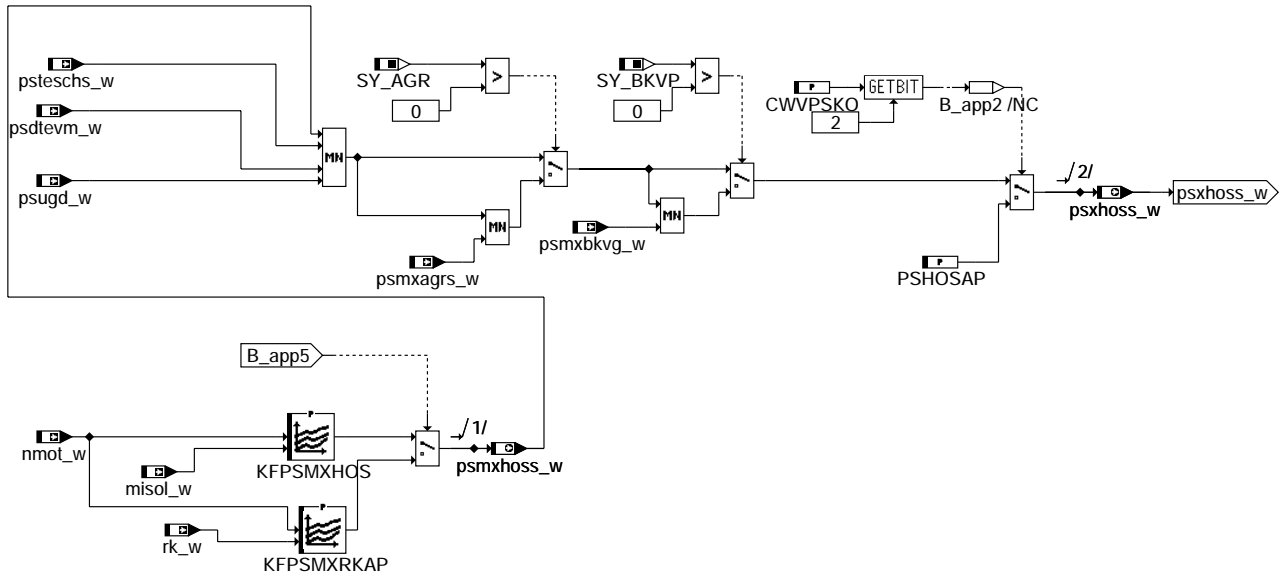 psteschs_w
psdtevm_w
psugd_w
MN
SY_AGR
>
0
MN
psmxagrs_w
SY_BKVP
>
0
MN
psmxbkvg_w
P
CWVPSKO
GETBIT
2
B_app2 /NC
P
PSHOSAP
/2/
psxhoss_w
psxhoss_w
B_app5
nmot_w
misol_w
P
KFPSMXHOS
rk_w
P
KFPSMXRKAP
/1/
psmxhoss_w